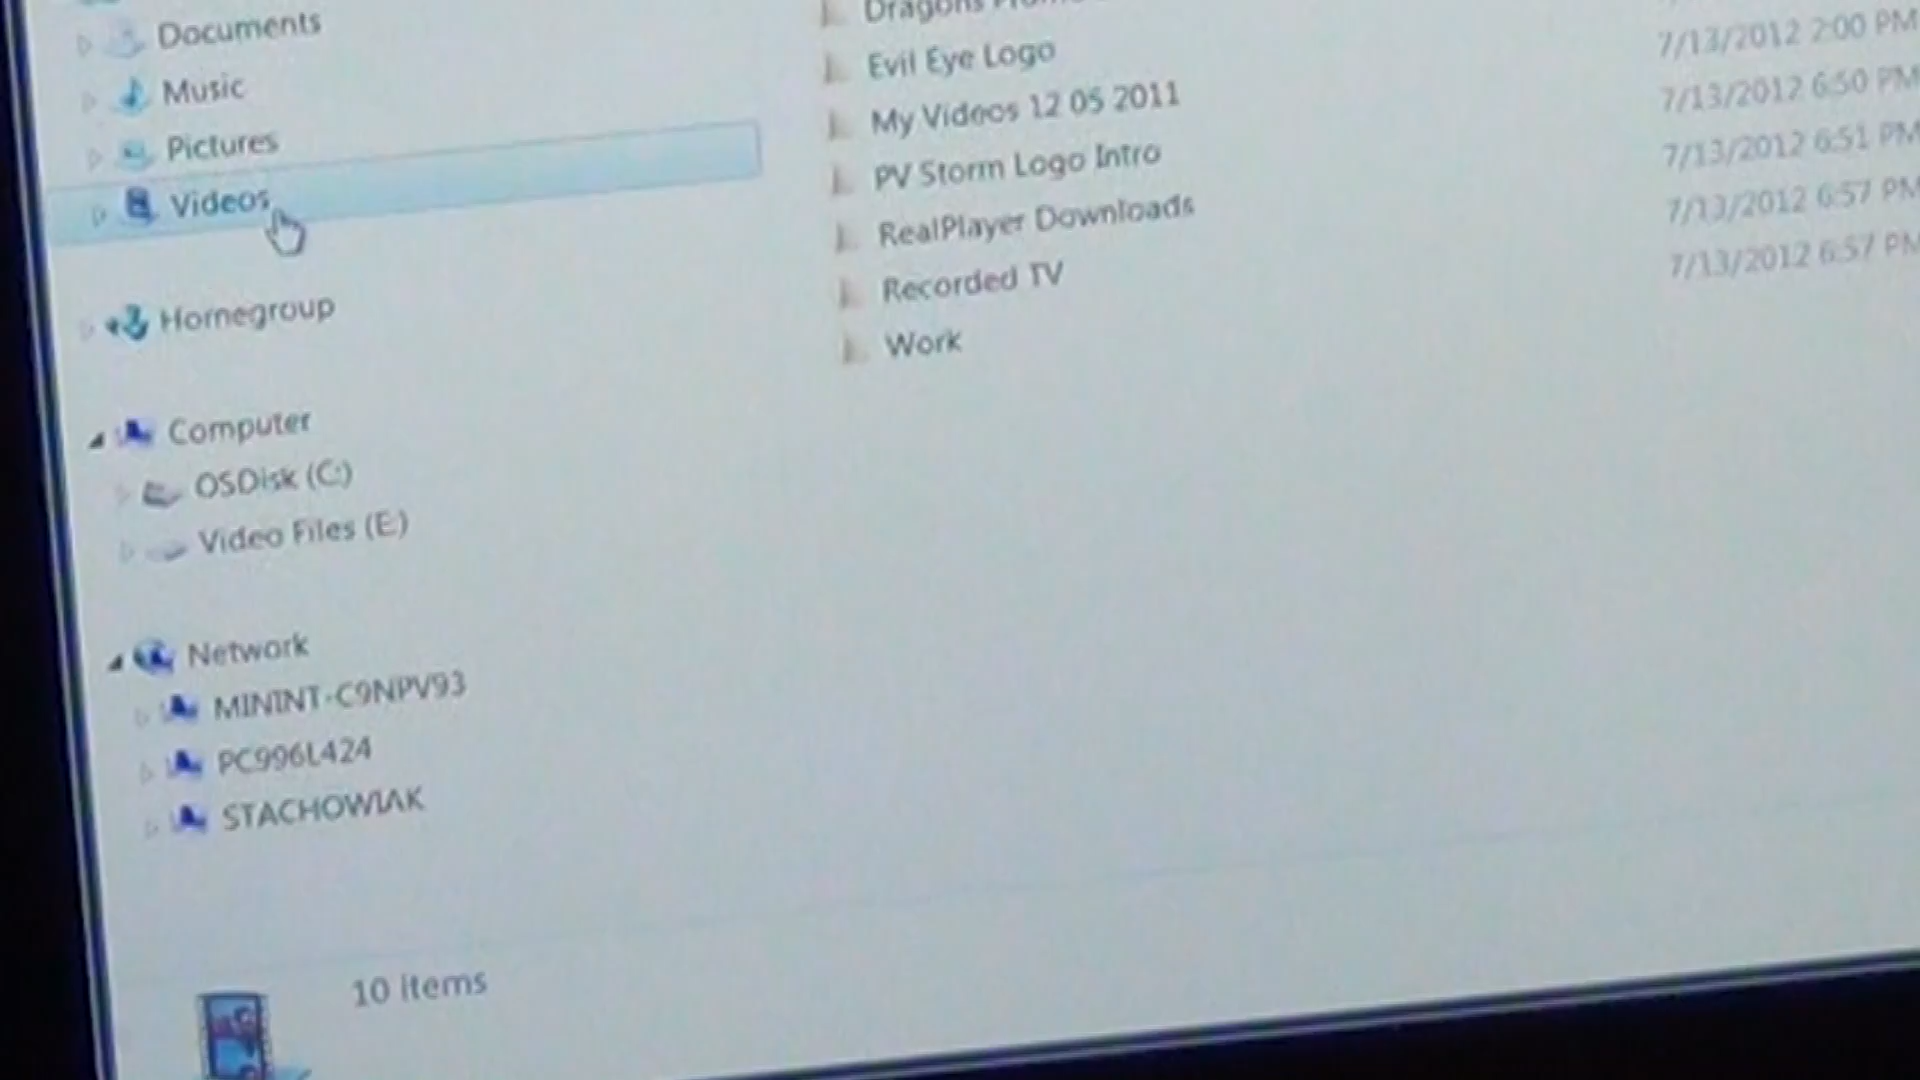 Documents
Music
Pictures
Videos
Homegroup
Computer
OSDisk (C:)
Video Files (E:)
Network
MININT-C9NPV93
PC996L424
STACHOWIAK
Dragons
Evil Eye Logo
My Videos 12 05 2011
PV Storm Logo Intro
RealPlayer Downloads
Recorded TV
Work
7/13/2012 2:00 PM
7/13/2012 6:50 PM
7/13/2012 6:51 PM
7/13/2012 6:57 PM
7/13/2012 6:57 PM
10 items